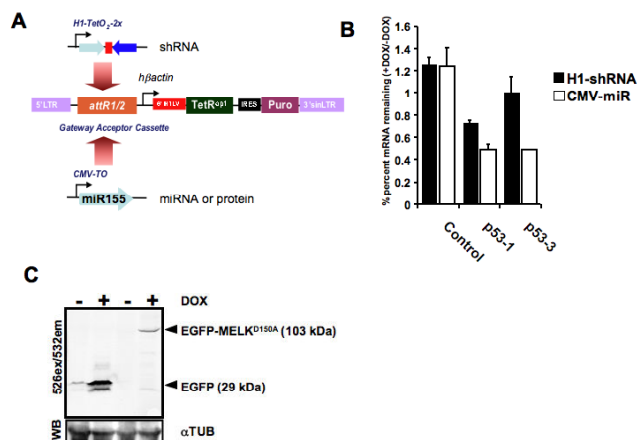 A
H1-TetO2-2x
shRNA
hβactin
5'LTR
attR1/2
TetRopt
IRES
Puro
3'sinLTR
Gateway Acceptor Cassette
CMV-TO
miR155
miRNA or protein
B
% percent mRNA remaining (+DOX/-DOX)
1.6
1.4
1.2
1
0.8
0.6
0.4
0.2
0
H1-shRNA
CMV-miR
Control
p53-1
p53-3
C
- + - + DOX
526ex/532em
EGFP-MELKD150A (103 kDa)
EGFP (29 kDa)
WB
αTUB